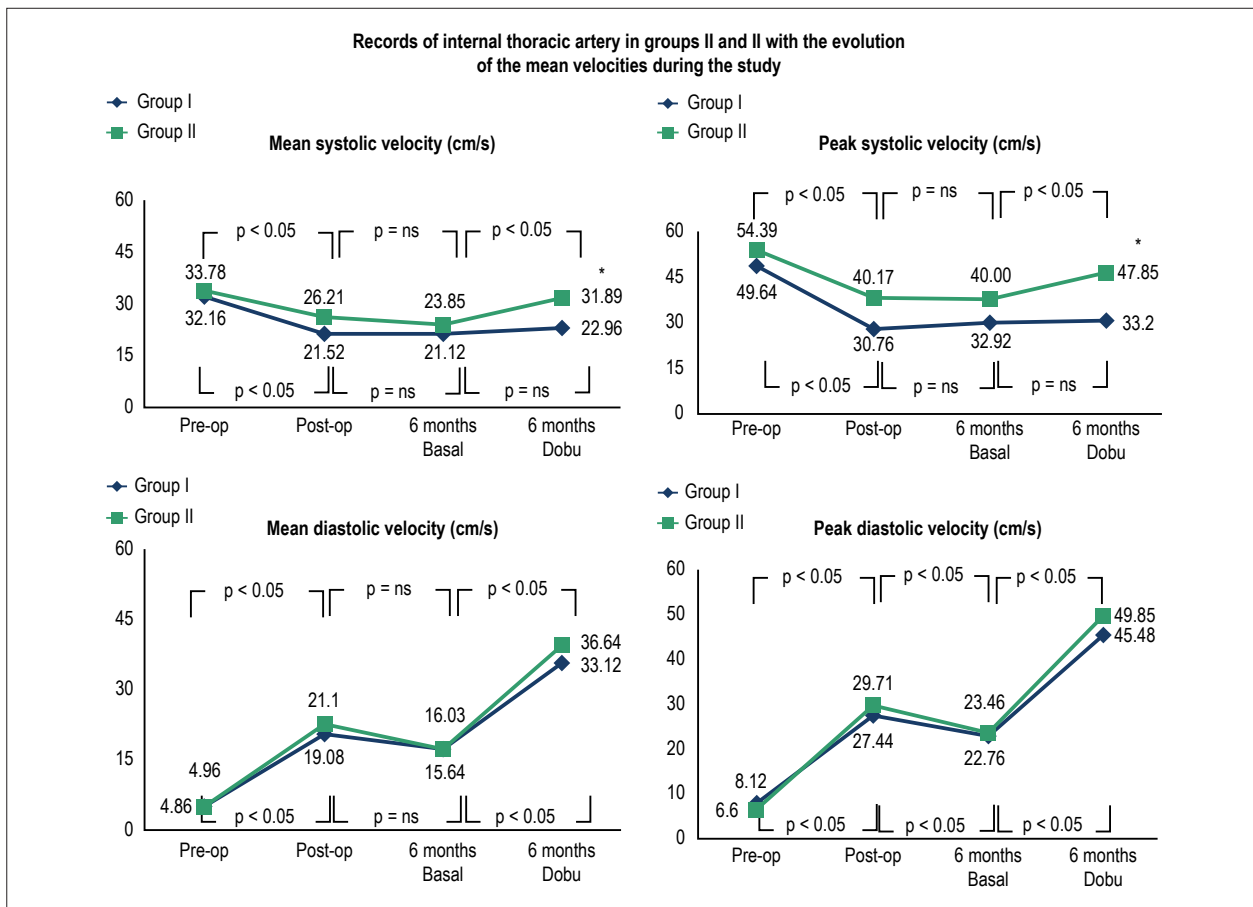 Records of internal thoracic artery in groups II and II with the evolution
of the mean velocities during the study
Group I
Group II
Mean systolic velocity (cm/s)
60
45
30
15
0
p < 0.05
p = ns
p < 0.05
*
33.78
26.21
23.85
31.89
32.16
21.52
21.12
22.96
p < 0.05
p = ns
p = ns
Pre-op
Post-op
6 months
Basal
6 months
Dobu
Group I
Group II
Peak systolic velocity (cm/s)
60
45
30
15
0
p < 0.05
p = ns
p < 0.05
*
54.39
40.17
40.00
47.85
49.64
30.76
32.92
33.2
p < 0.05
p = ns
p = ns
Pre-op
Post-op
6 months
Basal
6 months
Dobu
Group I
Group II
Mean diastolic velocity (cm/s)
60
45
30
15
0
p < 0.05
p = ns
p < 0.05
36.64
33.12
21.1
16.03
19.08
15.64
4.96
4.86
p < 0.05
p = ns
p < 0.05
Pre-op
Post-op
6 months
Basal
6 months
Dobu
Group I
Group II
Peak diastolic velocity (cm/s)
60
50
40
30
20
10
0
p < 0.05
p < 0.05
p < 0.05
49.85
45.48
29.71
23.46
27.44
22.76
8.12
6.6
p < 0.05
p < 0.05
p < 0.05
Pre-op
Post-op
6 months
Basal
6 months
Dobu